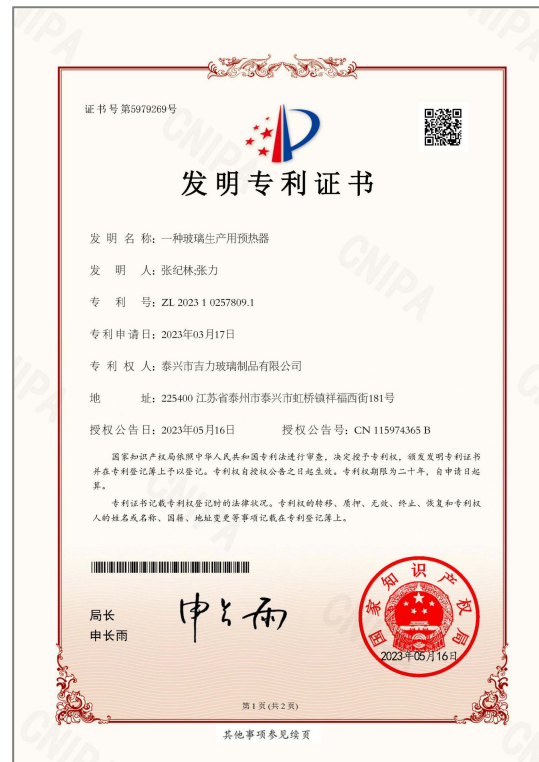 证书号第5979269号
发明专利证书
发明名称：一种玻璃生产用预热器
发明人：张纪林;张力
专利号：ZL 2023 1 0257809.1
专利申请日：2023年03月17日
专利权人：泰兴市吉力玻璃制品有限公司
地址：225400 江苏省泰州市泰兴市虹桥镇祥福西街181号
授权公告日：2023年05月16日 授权公告号：CN 115974365 B
国家知识产权局依照中华人民共和国专利法进行审查，决定授予专利权，颁发发明专利证书
并在专利登记簿上予以登记。专利权自授权公告之日起生效。专利权期限为二十年，自申请日起
算。
专利证书记载专利权登记时的法律状况。专利权的转移、质押、无效、终止、恢复和专利权
人的姓名或名称、国籍、地址变更等事项记载在专利登记簿上。
局长
申长雨
申长雨
国家知识产权局
2023年05月16日
第1页(共2页)
其他事项参见续页
CNIPA
CNIPA
CNIPA
CNIPA
CNIPA